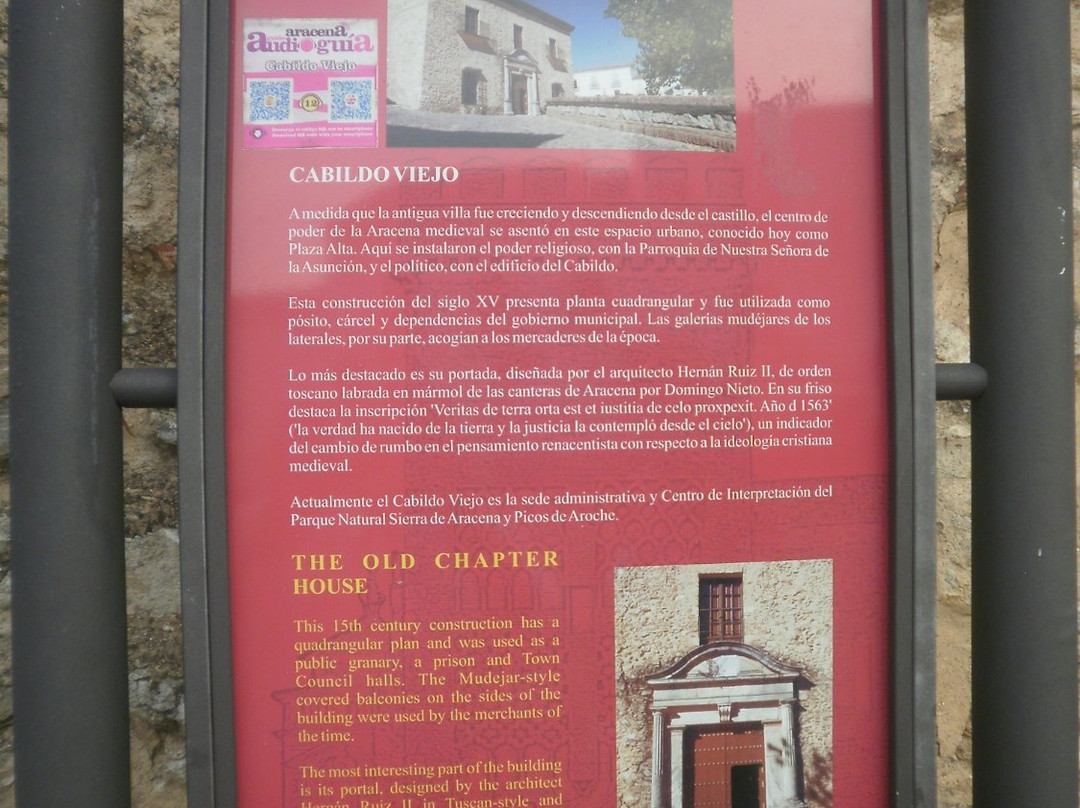 aracena
audioguía
Cabildo Viejo
12
CABILDO VIEJO
A medida que la antigua villa fue creciendo y descendiendo desde el castillo, el centro de
poder de la Aracena medieval se asentó en este espacio urbano, conocido hoy como
Plaza Alta. Aquí se instalaron el poder religioso, con la Parroquia de Nuestra Señora de
la Asunción, y el político, con el edificio del Cabildo.
Esta construcción del siglo XV presenta planta cuadrangular y fue utilizada como
pósito, cárcel y dependencias del gobierno municipal. Las galerías mudéjares de los
laterales, por su parte, acogían a los mercaderes de la época.
Lo más destacado es su portada, diseñada por el arquitecto Hernán Ruiz II, de orden
toscano labrada en mármol de las canteras de Aracena por Domingo Nieto. En su friso
destaca la inscripción 'Veritas de terra orta est et iustitia de celo proxpexit. Año d 1563'
('la verdad ha nacido de la tierra y la justicia la contempló desde el cielo'), un indicador
del cambio de rumbo en el pensamiento renacentista con respecto a la ideología cristiana
medieval.
Actualmente el Cabildo Viejo es la sede administrativa y Centro de Interpretación del
Parque Natural Sierra de Aracena y Picos de Aroche.
THE OLD CHAPTER
HOUSE
This 15th century construction has a
quadrangular plan and was used as a
public granary, a prison and Town
Council halls. The Mudejar-style
covered balconies on the sides of the
building were used by the merchants of
the time.
The most interesting part of the building
is its portal, designed by the architect
Hernán Ruiz II in Tuscan-style and